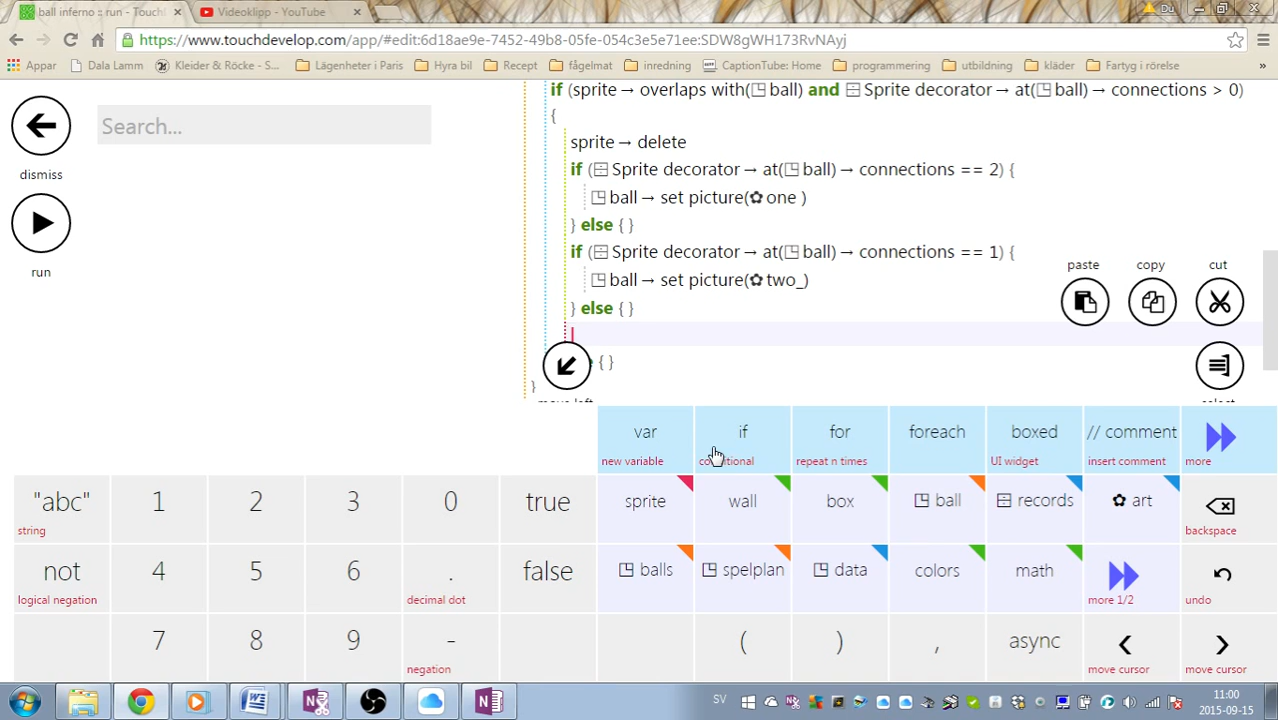 ball inferno :: run - Touch
Videoklipp - YouTube
Du
https://www.touchdevelop.com/app/#edit:6d18ae9e-7452-49b8-05fe-054c3e5e71ee:SDW8gWH173RvNAyj
Appar Dala Lamm Kleider & Röcke - S... Lägenheter i Paris Hyra bil Recept fågelmat inredning CaptionTube: Home programmering utbildning kläder Fartyg i rörelse »
Search...
dismiss
run
if (sprite → overlaps with(ball) and Sprite decorator → at(ball) → connections > 0)
{
sprite → delete
if (Sprite decorator → at(ball) → connections == 2) {
ball → set picture(✿ one )
} else { }
if (Sprite decorator → at(ball) → connections == 1) {
ball → set picture(✿ two_)
} else { }
{ }
}
paste copy cut
var if for foreach boxed // comment
new variable conditional repeat n times UI widget insert comment more
"abc" 1 2 3 0 true sprite wall box ball records ✿ art
string backspace
not 4 5 6 . false balls spelplan data colors math
logical negation decimal dot more 1/2 undo
7 8 9 - ( ) , async
negation move cursor move cursor
SV
11:00
2015-09-15